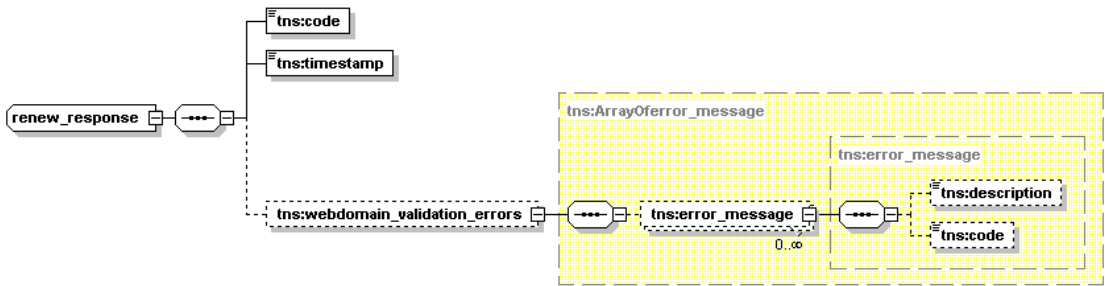 tns:code
tns:timestamp
renew_response
tns:ArrayOferror_message
tns:error_message
tns:description
tns:webdomain_validation_errors
tns:error_message
tns:code
0..∞